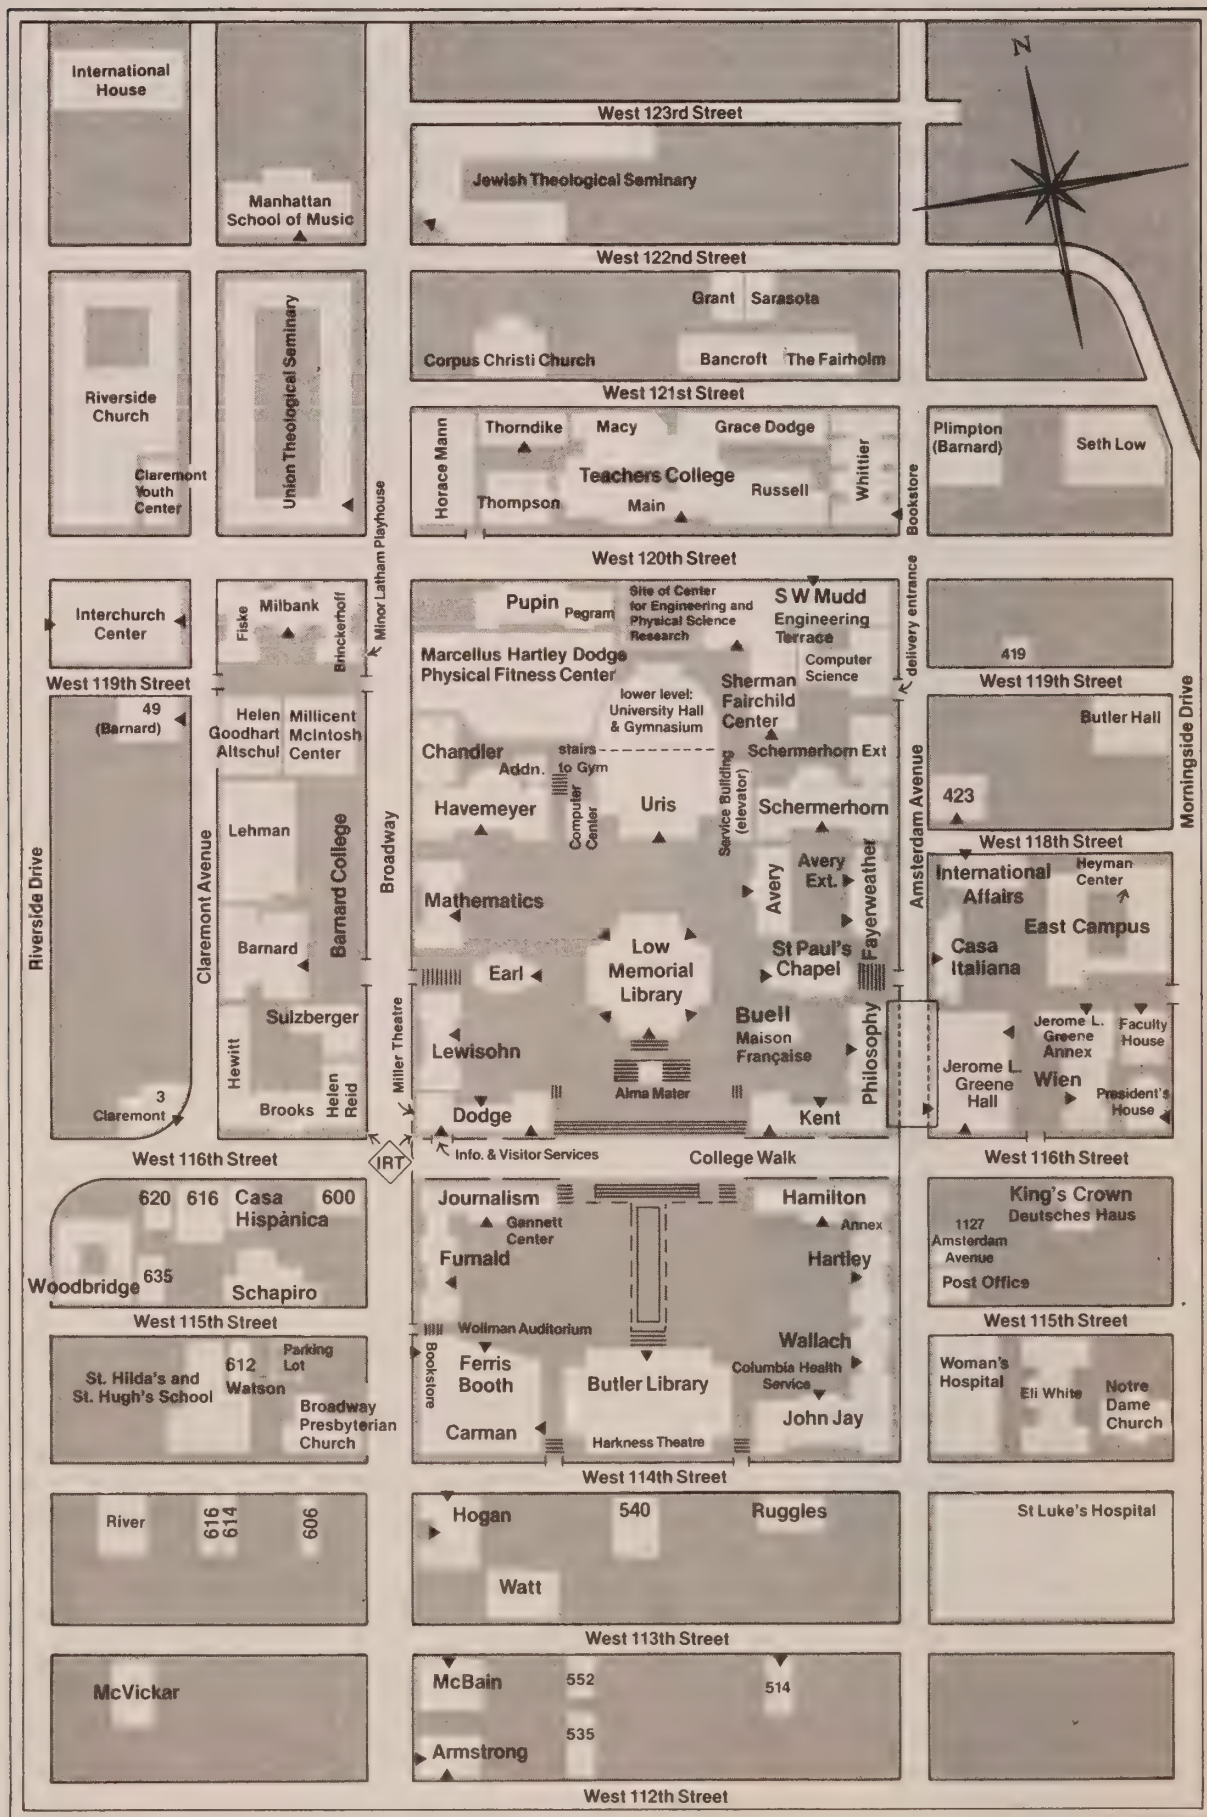 N
International
House
West 123rd Street
Jewish Theological Seminary
Manhattan
School of Music
West 122nd Street
Grant
Sarasota
Corpus Christi Church
Bancroft
The Fairholm
Riverside
Church
Claremont
Youth
Center
Union Theological Seminary
West 121st Street
Horace Mann
Thorndike
Macy
Grace Dodge
Whittier
Teachers College
Thompson
Main
Russell
Bookstore
Plimpton
(Barnard)
Seth Low
Minor Latham Playhouse
West 120th Street
Interchurch
Center
Fiske
Milbank
Brinckerhoff
Pupin
Pegram
Site of Center
for Engineering and
Physical Science
Research
S W Mudd
Engineering
Terrace
Computer
Science
delivery entrance
419
Marcellus Hartley Dodge
Physical Fitness Center
lower level:
University Hall
& Gymnasium
Sherman
Fairchild
Center
West 119th Street
West 119th Street
49
(Barnard)
Helen
Goodhart
Altschul
Millicent
McIntosh
Center
Chandler
Addn.
stairs
to Gym
Schermerhorn Ext
Butler Hall
Morningside Drive
Havemeyer
Computer
Center
Uris
Service Building
(elevator)
Schermerhorn
Amsterdam Avenue
423
Lehman
Barnard College
Broadway
West 118th Street
Riverside Drive
Claremont Avenue
Mathematics
Avery
Avery
Ext.
Fayerweather
International
Affairs
Heyman
Center
East Campus
Barnard
Earl
Low
Memorial
Library
St Paul's
Chapel
Casa
Italiana
Sulzberger
Hewitt
Miller Theatre
Lewisohn
Buell
Maison
Française
Philosophy
Jerome L.
Greene
Annex
Faculty
House
Jerome L.
Greene
Hall
Wien
President's
House
3
Claremont
Brooks
Helen
Reid
Dodge
Alma Mater
Kent
West 116th Street
IRT
Info. & Visitor Services
College Walk
West 116th Street
620
616
Casa
Hispánica
600
Journalism
Gannett
Center
Hamilton
Annex
King's Crown
Deutsches Haus
1127
Amsterdam
Avenue
Woodbridge
635
Schapiro
Furnald
Hartley
Post Office
West 115th Street
West 115th Street
Wollman Auditorium
Bookstore
St. Hilda's and
St. Hugh's School
612
Watson
Parking
Lot
Broadway
Presbyterian
Church
Ferris
Booth
Carman
Butler Library
Harkness Theatre
Wallach
Columbia Health
Service
John Jay
Woman's
Hospital
Eli White
Notre
Dame
Church
West 114th Street
River
616
614
606
Hogan
540
Ruggles
St Luke's Hospital
Watt
West 113th Street
McVickar
McBain
552
514
535
Armstrong
West 112th Street